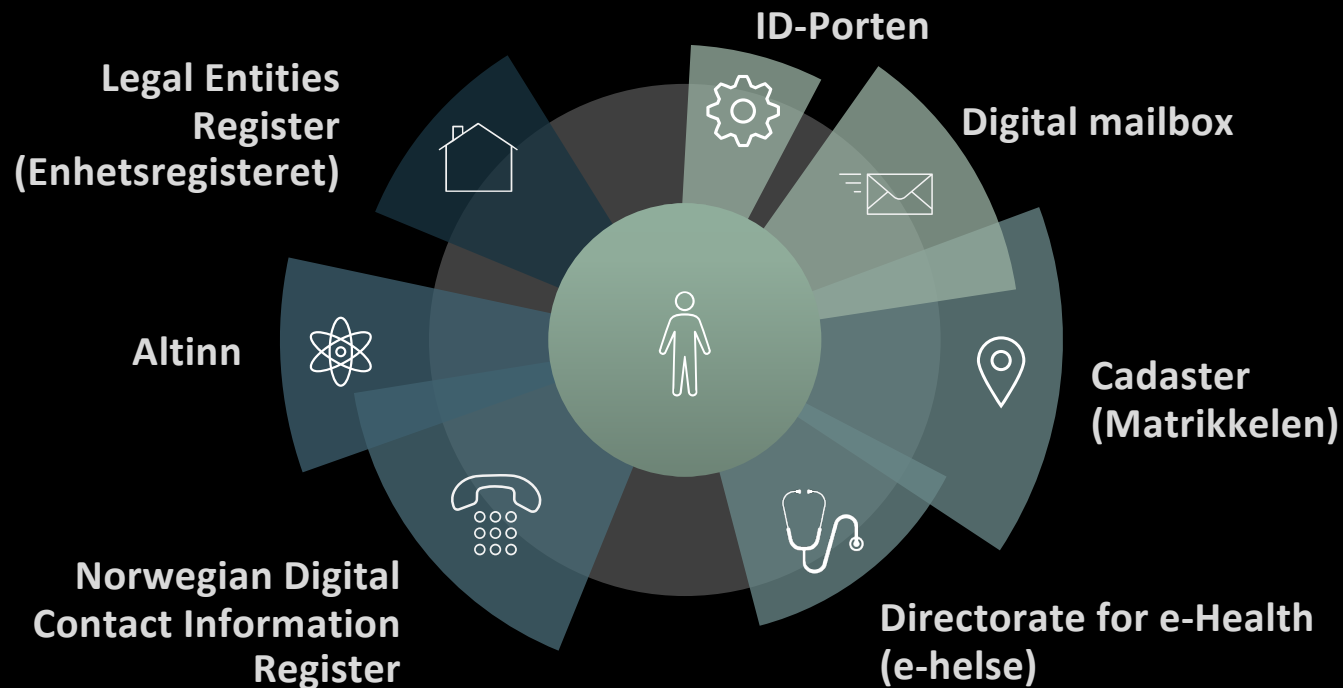 ID-Porten
Legal Entities
Register
(Enhetsregisteret)
Digital mailbox
Altinn
Cadaster
(Matrikkelen)
Norwegian Digital
Contact Information
Register
Directorate for e-Health
(e-helse)